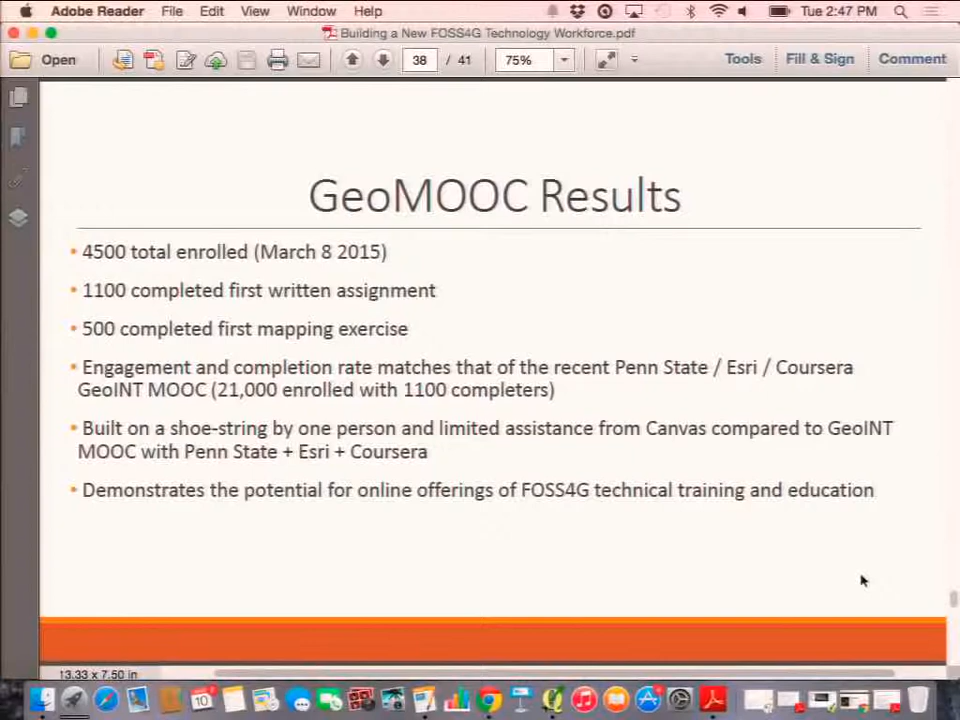 Adobe Reader File Edit View Window Help Tue 2:47 PM
Building a New FOSS4G Technology Workforce.pdf
Open 38 / 41 75% Tools Fill & Sign Comment
GeoMOOC Results
• 4500 total enrolled (March 8 2015)
• 1100 completed first written assignment
• 500 completed first mapping exercise
• Engagement and completion rate matches that of the recent Penn State / Esri / Coursera
GeoINT MOOC (21,000 enrolled with 1100 completers)
• Built on a shoe-string by one person and limited assistance from Canvas compared to GeoINT
MOOC with Penn State + Esri + Coursera
• Demonstrates the potential for online offerings of FOSS4G technical training and education
13.33 x 7.50 in
10